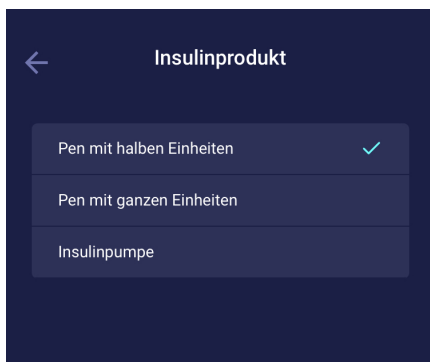 Insulinprodukt
Pen mit halben Einheiten
Pen mit ganzen Einheiten
Insulinpumpe